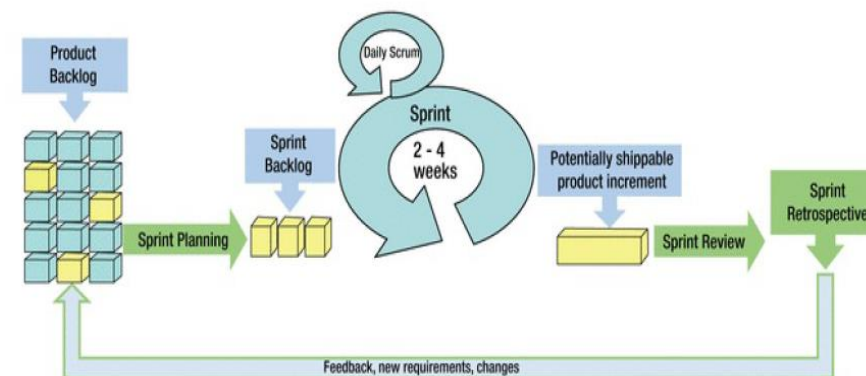 Product
Backlog
Daily Scrum
Sprint
2 - 4
weeks
Sprint
Backlog
Potentially shippable
product increment
Sprint
Retrospective
Sprint Planning
Sprint Review
Feedback, new requirements, changes